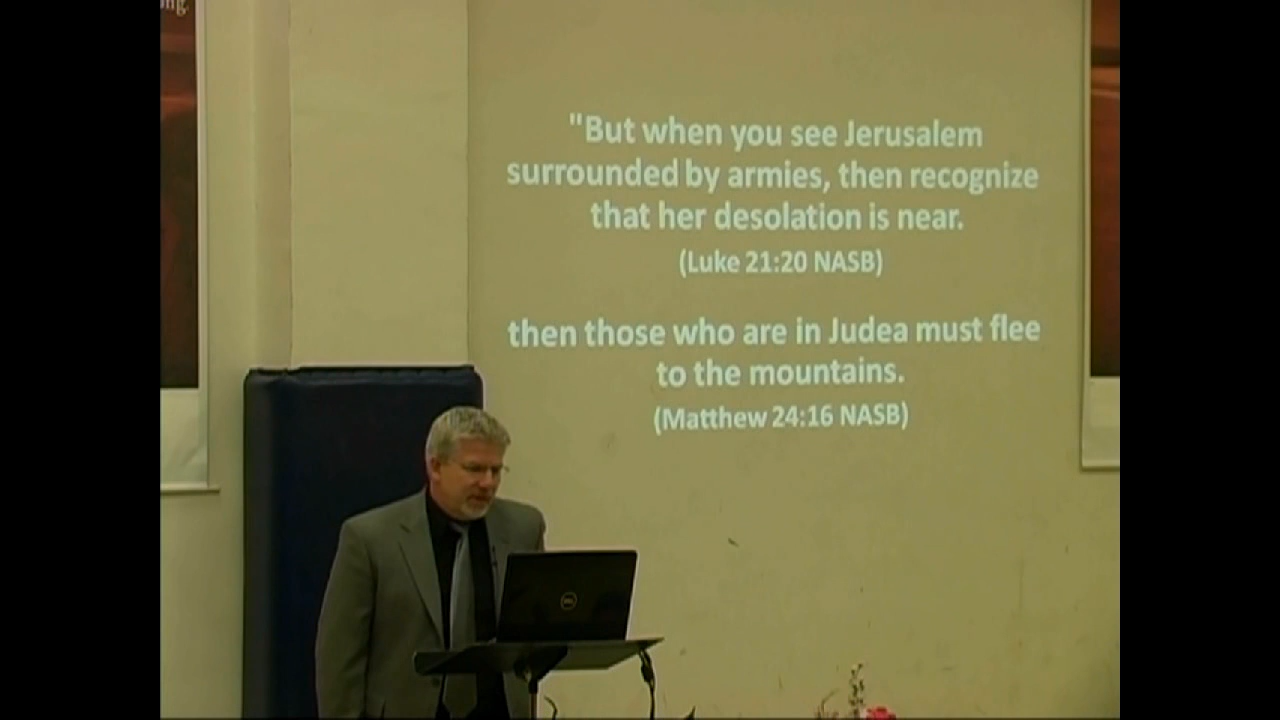 "But when you see Jerusalem
surrounded by armies, then recognize
that her desolation is near.
(Luke 21:20 NASB)
then those who are in Judea must flee
to the mountains.
(Matthew 24:16 NASB)
DELL